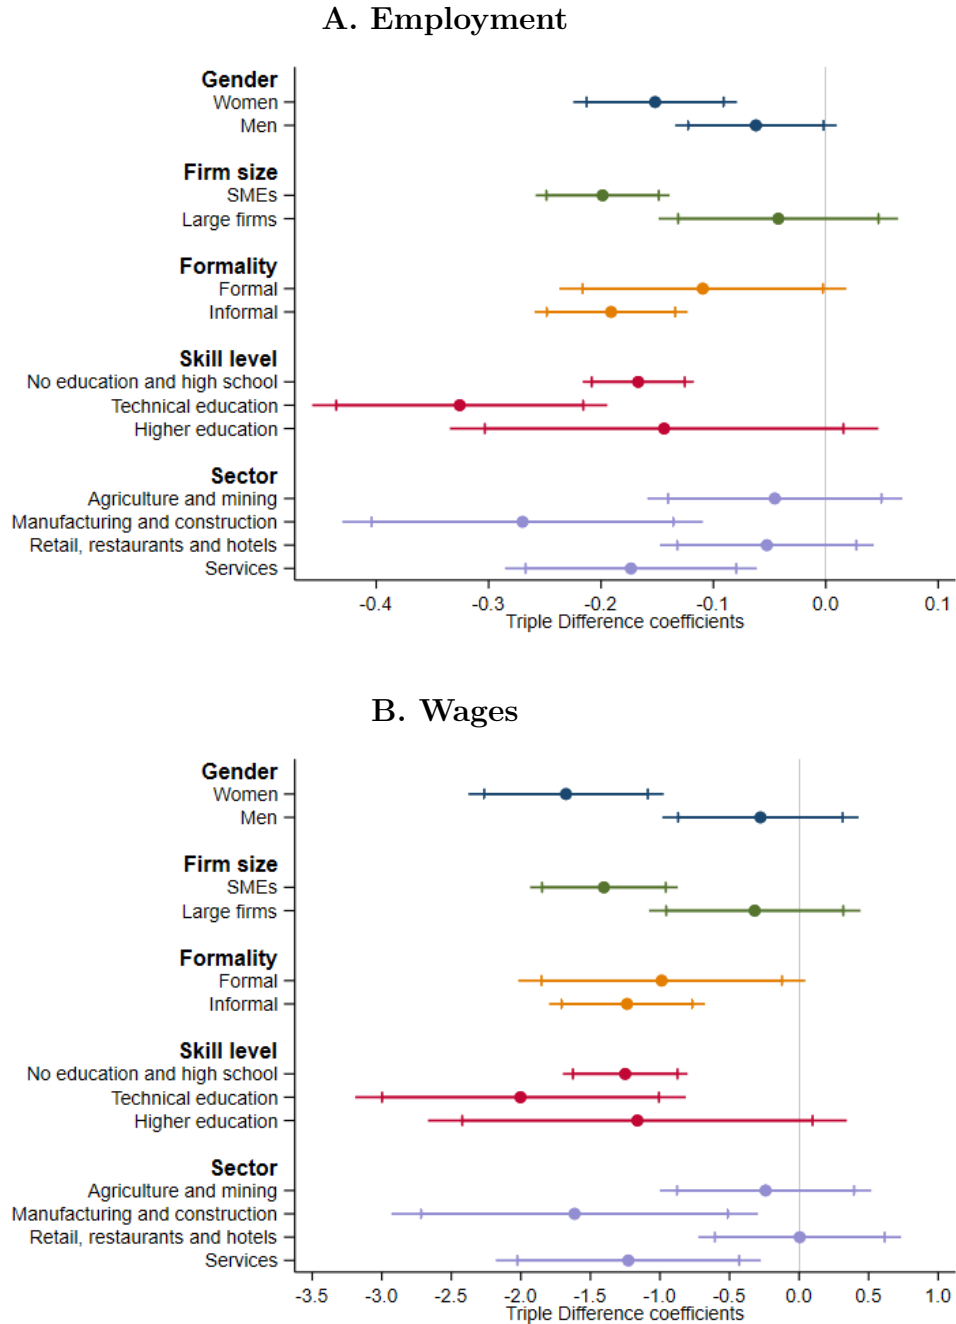 A. Employment
Gender
Women
Men
Firm size
SMEs
Large firms
Formality
Formal
Informal
Skill level
No education and high school
Technical education
Higher education
Sector
Agriculture and mining
Manufacturing and construction
Retail, restaurants and hotels
Services
-0.4 -0.3 -0.2 -0.1 0.0 0.1
Triple Difference coefficients
B. Wages
Gender
Women
Men
Firm size
SMEs
Large firms
Formality
Formal
Informal
Skill level
No education and high school
Technical education
Higher education
Sector
Agriculture and mining
Manufacturing and construction
Retail, restaurants and hotels
Services
-3.5 -3.0 -2.5 -2.0 -1.5 -1.0 -0.5 0.0 0.5 1.0
Triple Difference coefficients